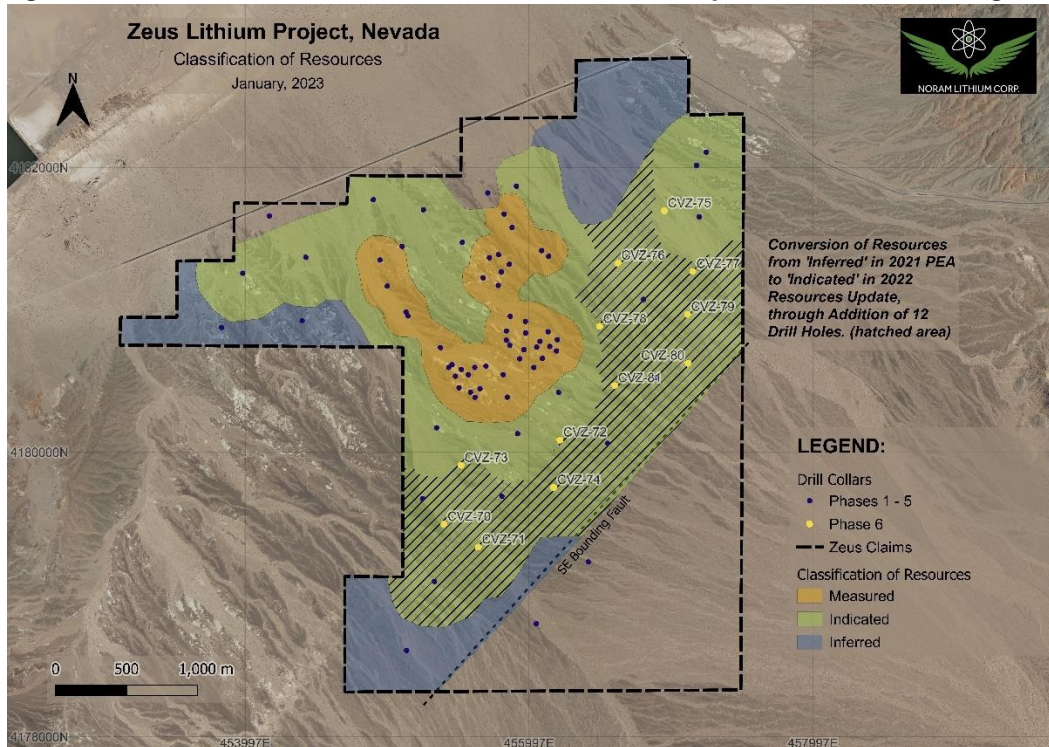 Zeus Lithium Project, Nevada
Classification of Resources
January, 2023
N
NORAM LITHIUM CORP.
4182000N
CVZ-75
CVZ-76
CVZ-77
Conversion of Resources
from 'Inferred' in 2021 PEA
to 'Indicated' in 2022
Resources Update,
through Addition of 12
Drill Holes. (hatched area)
CVZ-79
CVZ-78
CVZ-80
CVZ-81
CVZ-72
4180000N
CVZ-73
CVZ-74
CVZ-70
CVZ-71
SE Bounding Fault
LEGEND:
Drill Collars
Phases 1 - 5
Phase 6
Zeus Claims
Classification of Resources
Measured
Indicated
Inferred
0 500 1,000 m
4178000N
453997E
455997E
457997E